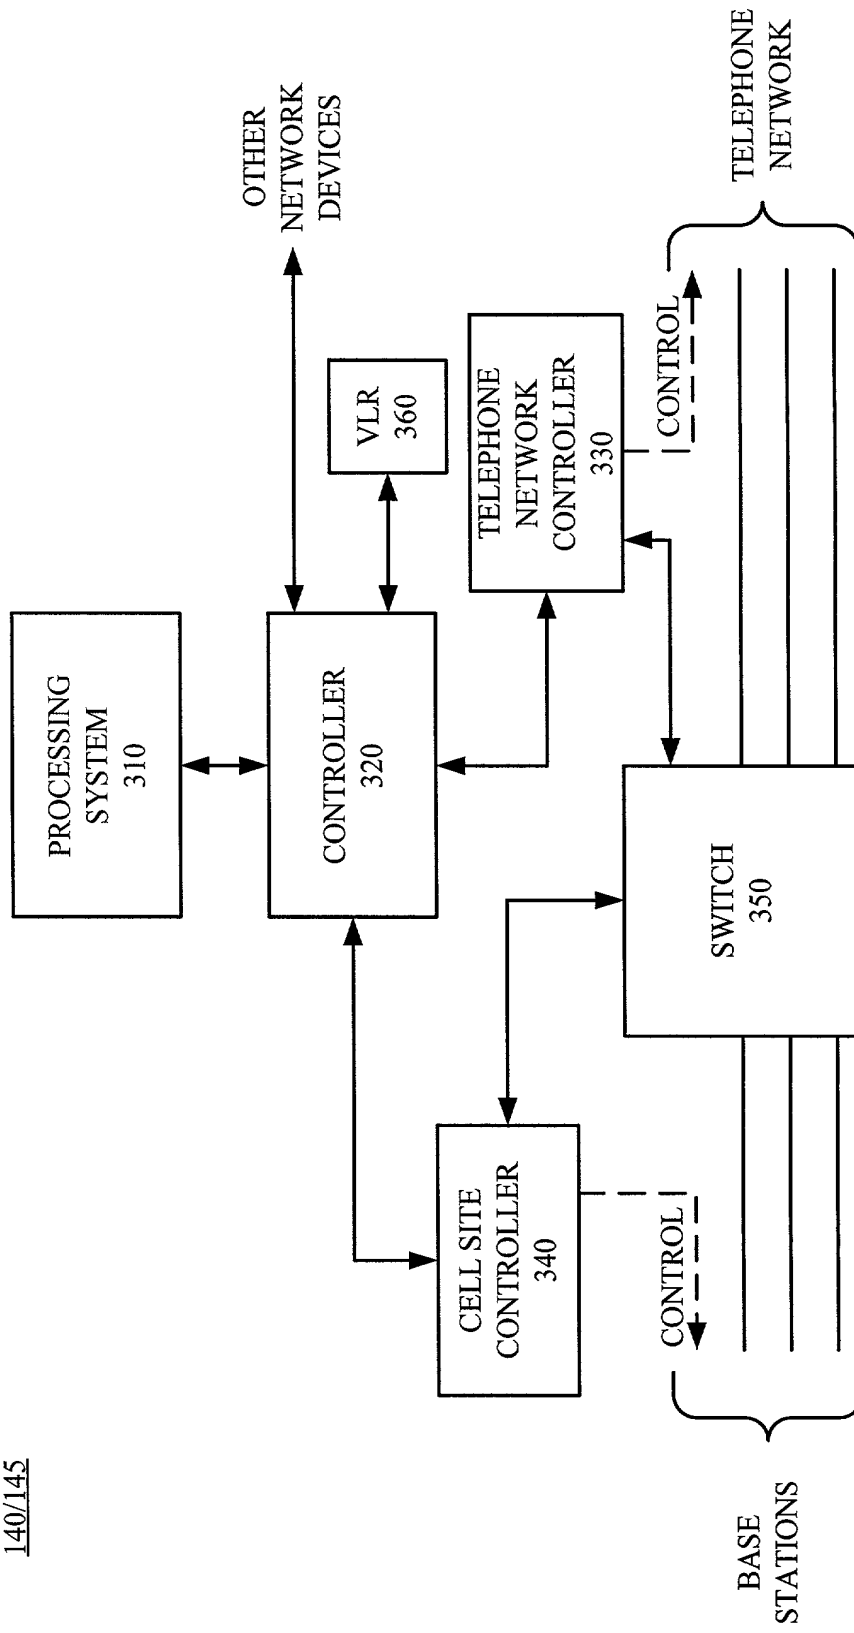 140/145
PROCESSING
SYSTEM
310
OTHER
NETWORK
DEVICES
CONTROLLER
320
VLR
360
CELL SITE
CONTROLLER
340
TELEPHONE
NETWORK
CONTROLLER
330
CONTROL
CONTROL
SWITCH
350
BASE
STATIONS
TELEPHONE
NETWORK